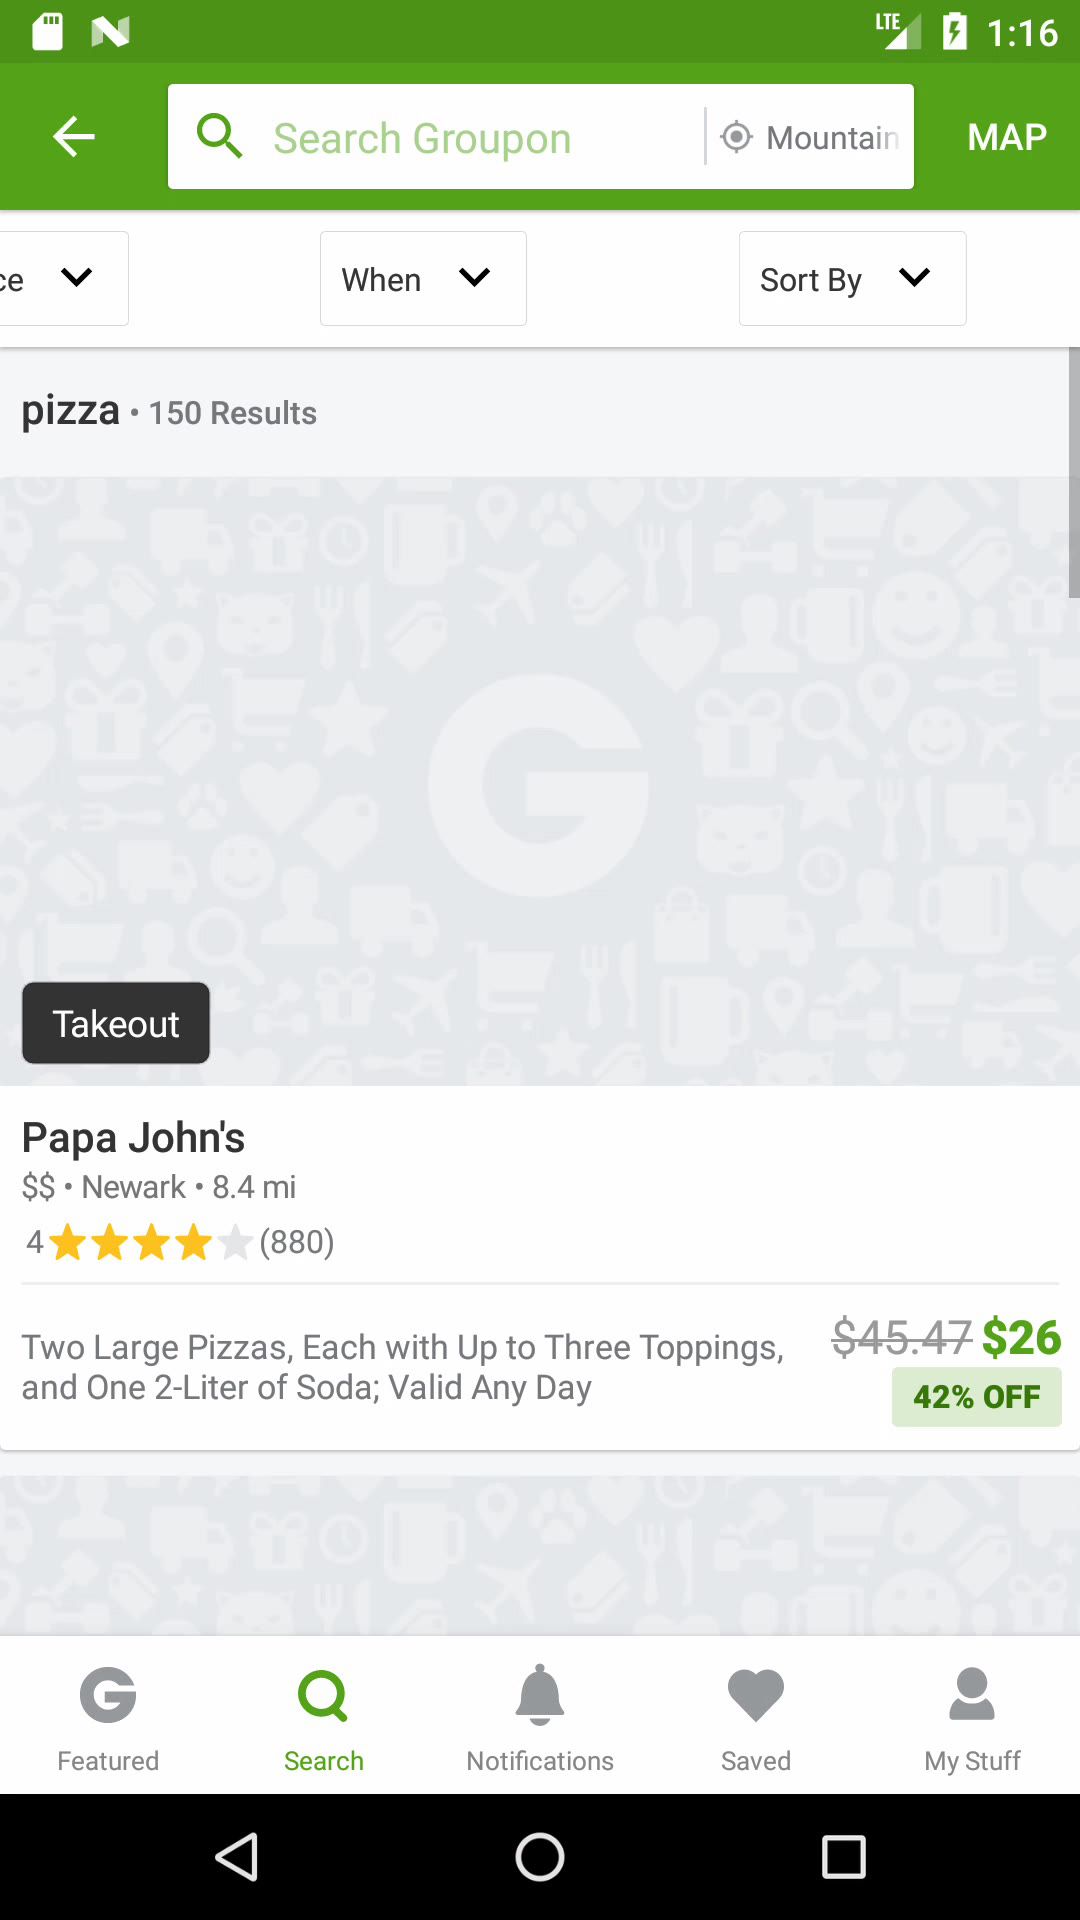 LTE 1:16
Search Groupon Mountain MAP
ce When Sort By
pizza • 150 Results
G
Takeout
Papa John's
$$ • Newark • 8.4 mi
4 (880)
Two Large Pizzas, Each with Up to Three Toppings, $45.47 $26
and One 2-Liter of Soda; Valid Any Day 42% OFF
Featured Search Notifications Saved My Stuff